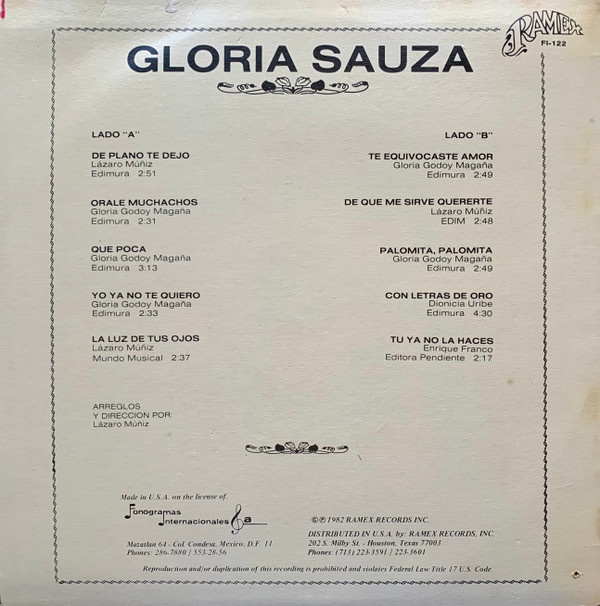 RAMEX
FI-122
GLORIA SAUZA
LADO "A"
DE PLANO TE DEJO
Lázaro Múñiz
Edimura 2:51
ORALE MUCHACHOS
Gloria Godoy Magaña
Edimura 2:31
QUE POCA
Gloria Godoy Magaña
Edimura 3:13
YO YA NO TE QUIERO
Gloria Godoy Magaña
Edimura 2:33
LA LUZ DE TUS OJOS
Lázaro Múñiz
Mundo Musical 2:37
ARREGLOS
Y DIRECCION POR:
Lázaro Múñiz
LADO "B"
TE EQUIVOCASTE AMOR
Gloria Godoy Magaña
Edimura 2:49
DE QUE ME SIRVE QUERERTE
Lázaro Múñiz
EDIM 2:48
PALOMITA, PALOMITA
Gloria Godoy Magaña
Edimura 2:49
CON LETRAS DE ORO
Dionicia Uribe
Edimura 4:30
TU YA NO LA HACES
Enrique Franco
Editora Pendiente 2:17
Made in U.S.A. on the license of.
Fonogramas
Internacionales S a
Mazatlan 64 - Col. Condesa, Mexico, D.F. 11
Phones: 286-7880 / 553-28-56
©℗ 1982 RAMEX RECORDS INC.
DISTRIBUTED IN U.S.A. by: RAMEX RECORDS, INC.
202 S. Milby St. - Houston, Texas 77003
Phones: (713) 223-3591 / 223-3601
Reproduction and/or duplication of this recording is prohibited and violates Federal Law Title 17 U.S. Code.